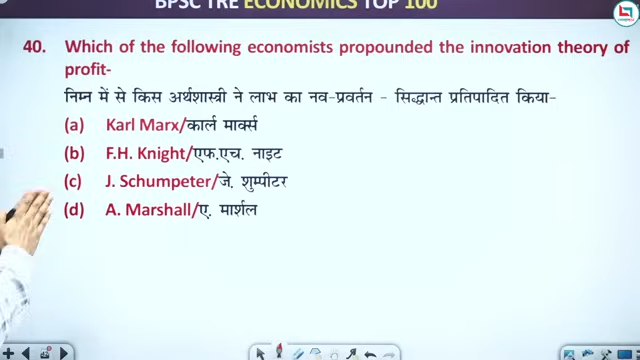 BPSC TRE ECONOMICS TOP 100
40. Which of the following economists propounded the innovation theory of
profit-
निम्न में से किस अर्थशास्त्री ने लाभ का नव-प्रवर्तन - सिद्धान्त प्रतिपादित किया-
(a) Karl Marx/कार्ल मार्क्स
(b) F.H. Knight/एफ.एच. नाइट
(c) J. Schumpeter/जे. शुम्पीटर
(d) A. Marshall/ए. मार्शल